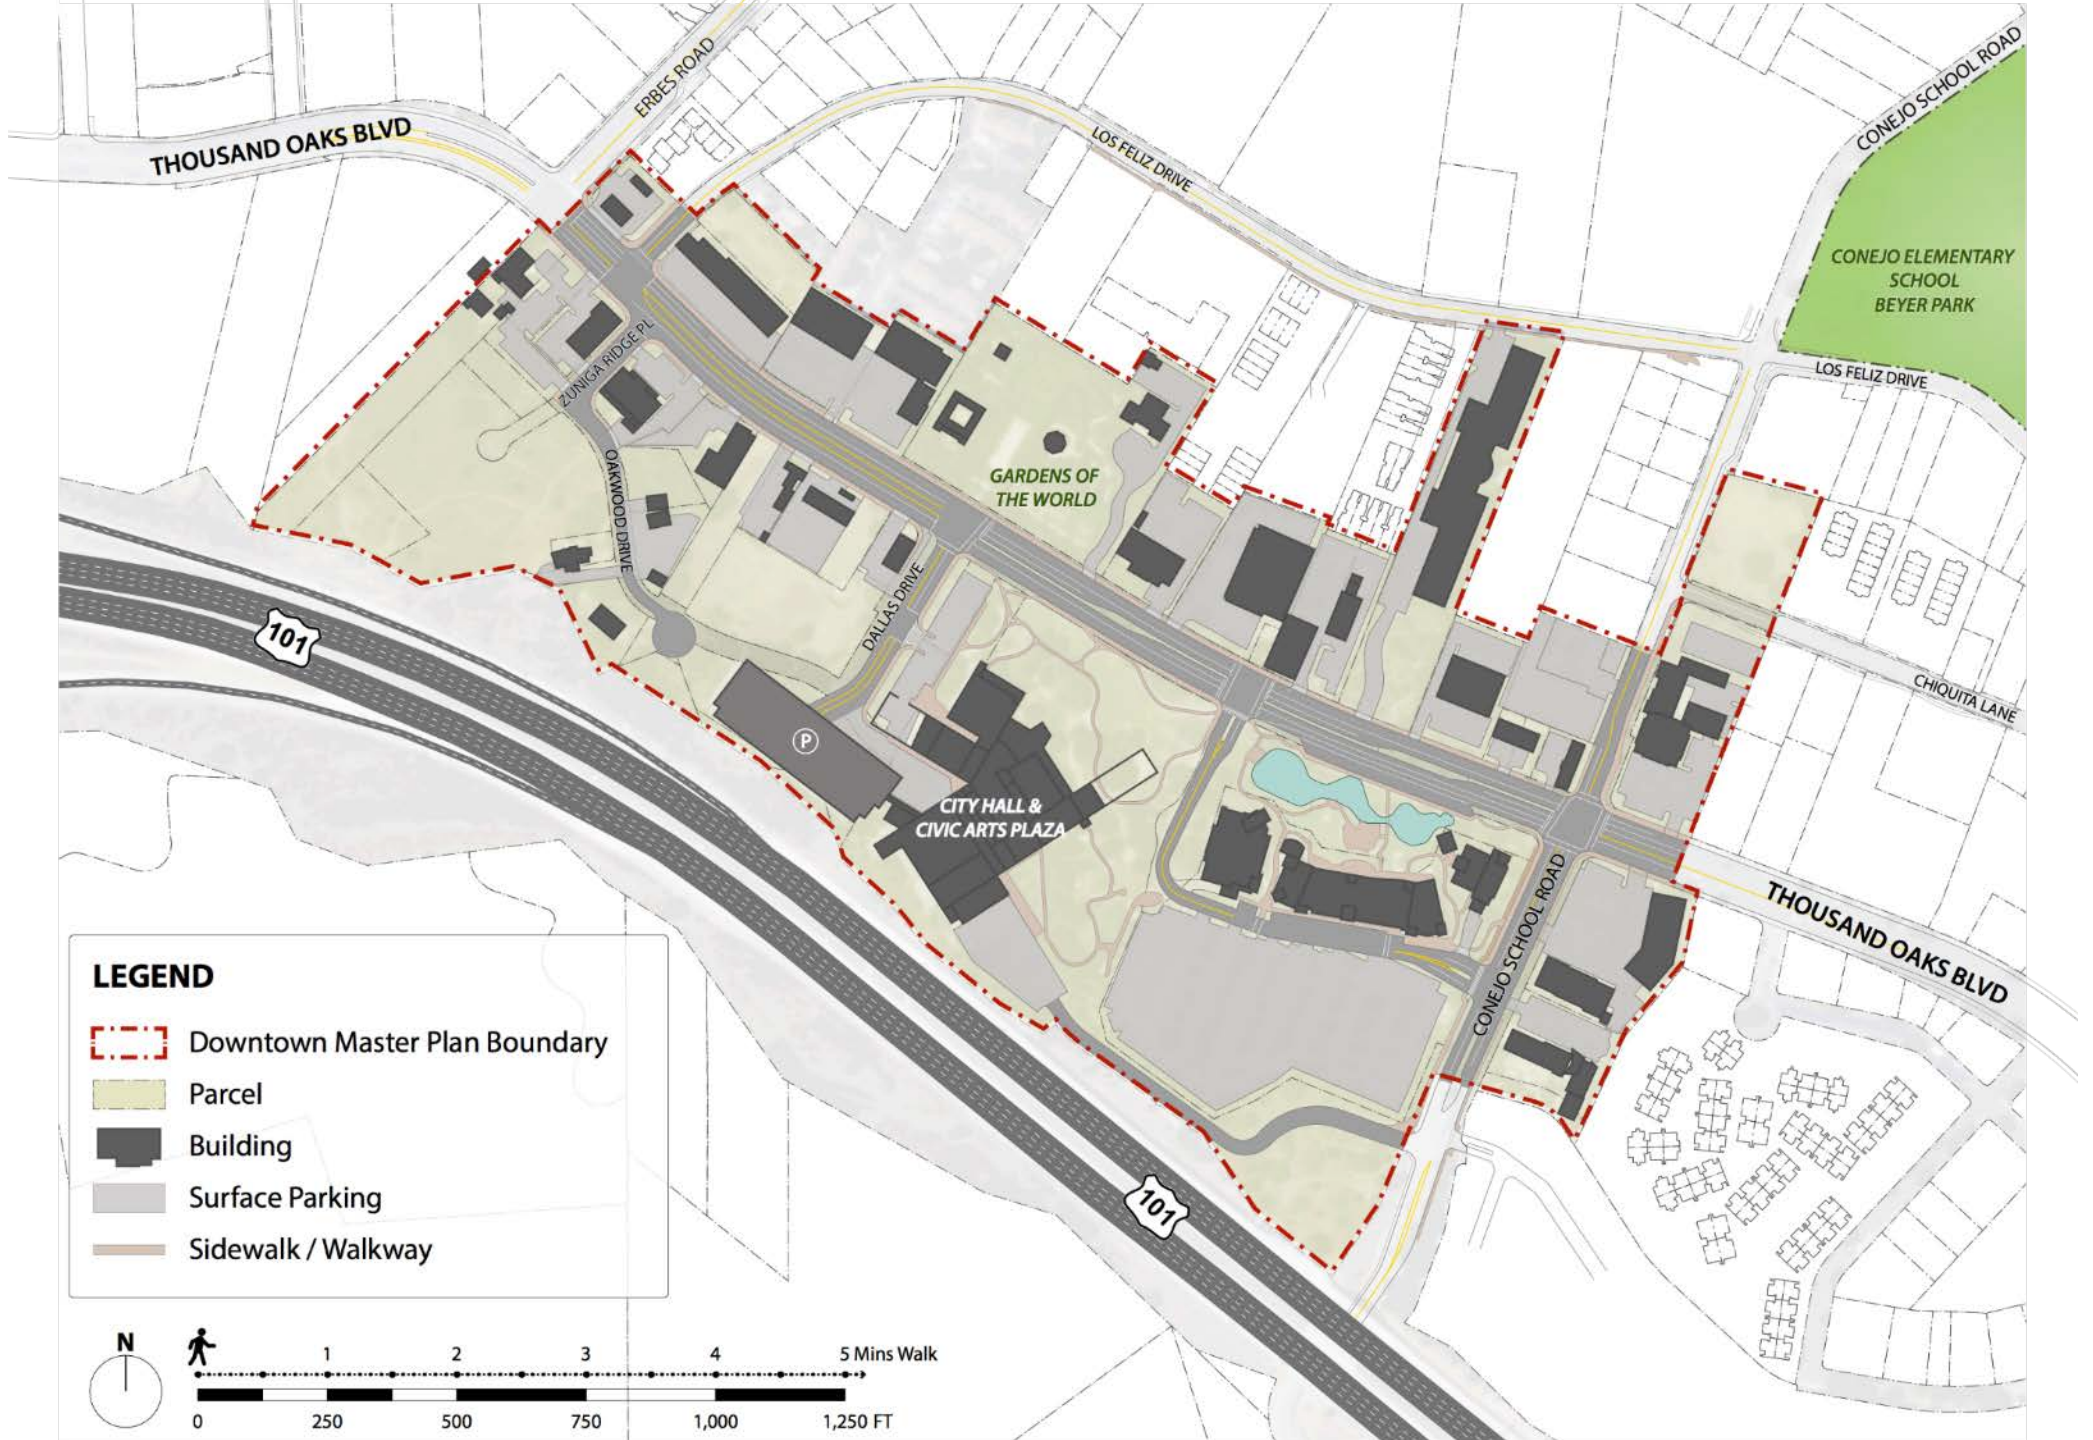 ERBES ROAD
CONEJO SCHOOL ROAD
THOUSAND OAKS BLVD
LOS FELIZ DRIVE
CONEJO ELEMENTARY
SCHOOL
BEYER PARK
ZUNIGA RIDGE PL
LOS FELIZ DRIVE
OAKWOOD DRIVE
GARDENS OF
THE WORLD
DALLAS DRIVE
101
CHIQUITA LANE
P
CITY HALL &
CIVIC ARTS PLAZA
CONEJO SCHOOL ROAD
THOUSAND OAKS BLVD
101
LEGEND
Downtown Master Plan Boundary
Parcel
Building
Surface Parking
Sidewalk / Walkway
N
1 2 3 4 5 Mins Walk
0 250 500 750 1,000 1,250 FT